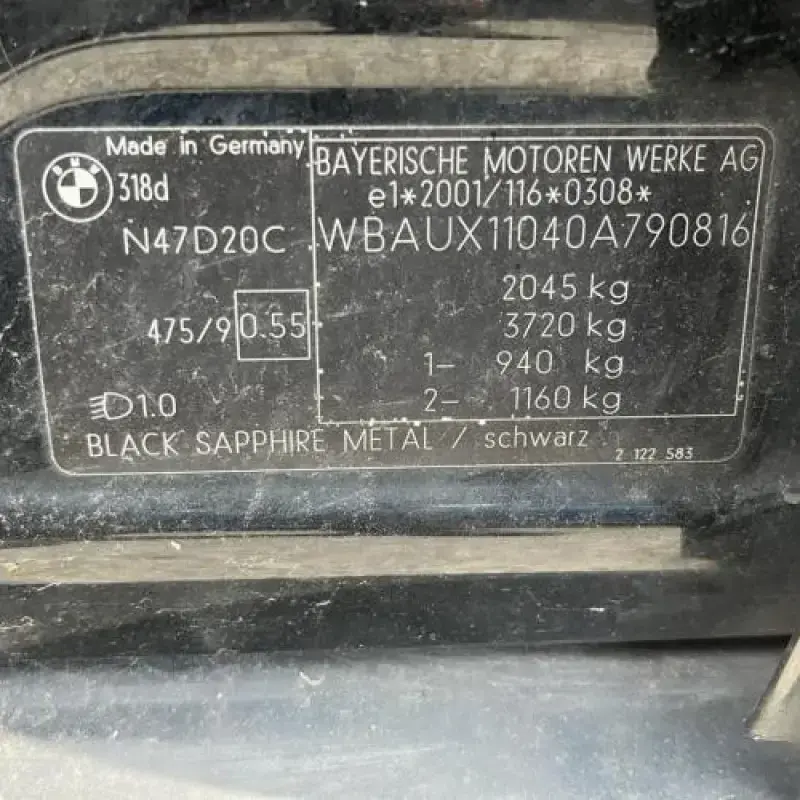 Made in Germany
BMW
318d
N47D20C
475/9 0.55
1.0
BAYERISCHE MOTOREN WERKE AG
e1*2001/116*0308*
WBAUX11040A790816
2045 kg
3720 kg
1- 940 kg
2- 1160 kg
BLACK SAPPHIRE METAL / schwarz
2 122 583